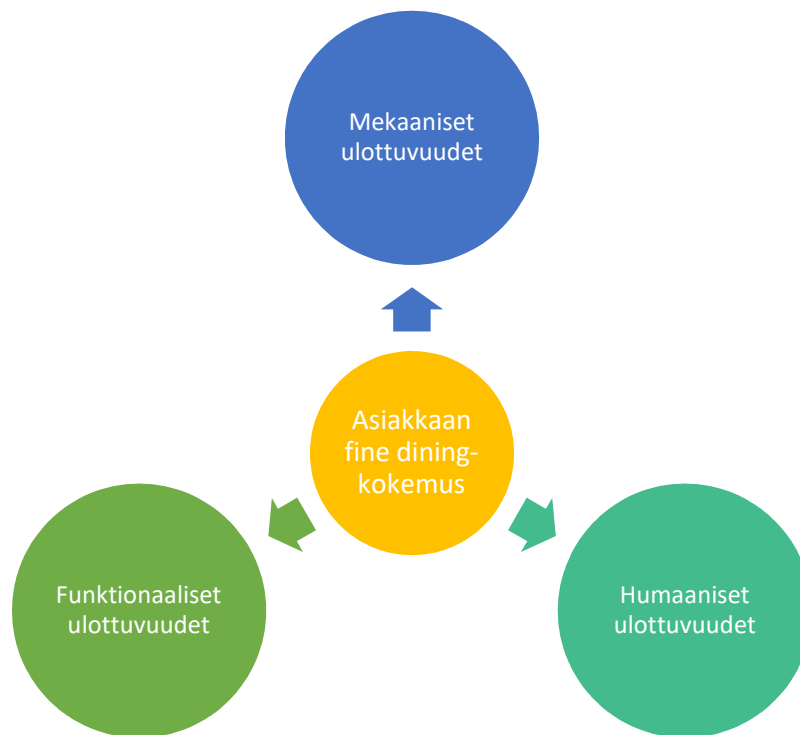 Mekaaniset
ulottuvuudet
Asiakkaan
fine dining-
kokemus
Funktionaaliset
ulottuvuudet
Humaaniset
ulottuvuudet